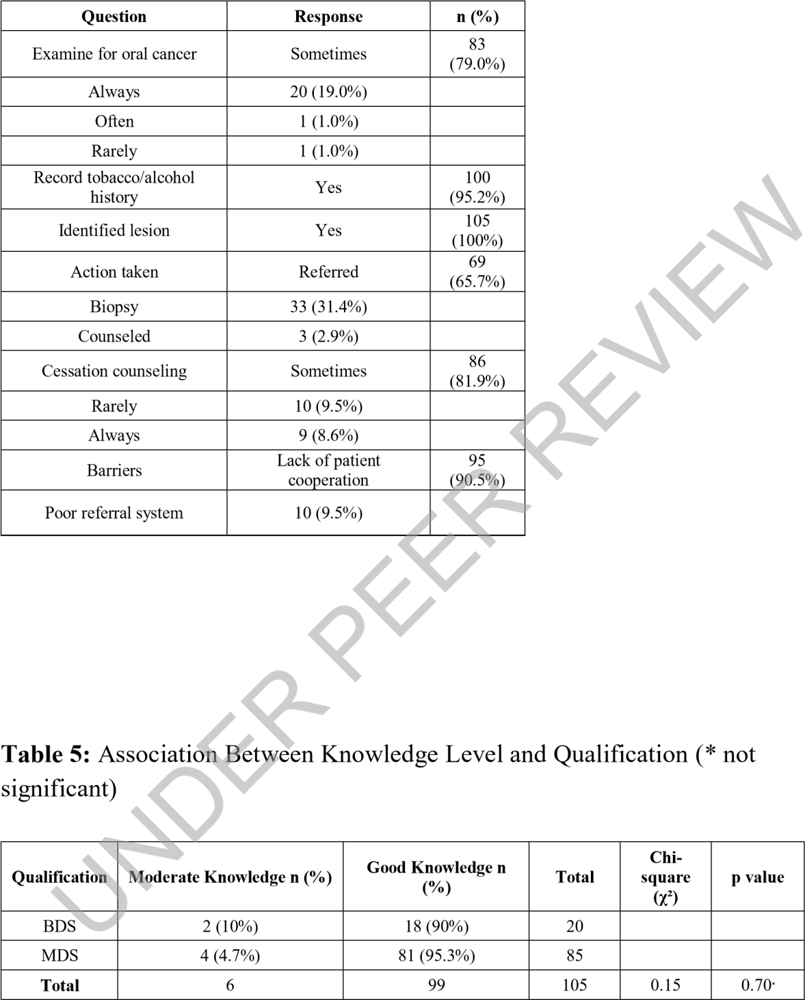 Question Response n (%)
Examine for oral cancer Sometimes 83 (79.0%)
Always 20 (19.0%)
Often 1 (1.0%)
Rarely 1 (1.0%)
Record tobacco/alcohol history Yes 100 (95.2%)
Identified lesion Yes 105 (100%)
Action taken Referred 69 (65.7%)
Biopsy 33 (31.4%)
Counseled 3 (2.9%)
Cessation counseling Sometimes 86 (81.9%)
Rarely 10 (9.5%)
Always 9 (8.6%)
Barriers Lack of patient cooperation 95 (90.5%)
Poor referral system 10 (9.5%)
UNDER PEER REVIEW
Table 5: Association Between Knowledge Level and Qualification (* not
significant)
Qualification Moderate Knowledge n (%) Good Knowledge n (%) Total Chi-square (χ²) p value
BDS 2 (10%) 18 (90%) 20
MDS 4 (4.7%) 81 (95.3%) 85
Total 6 99 105 0.15 0.70*